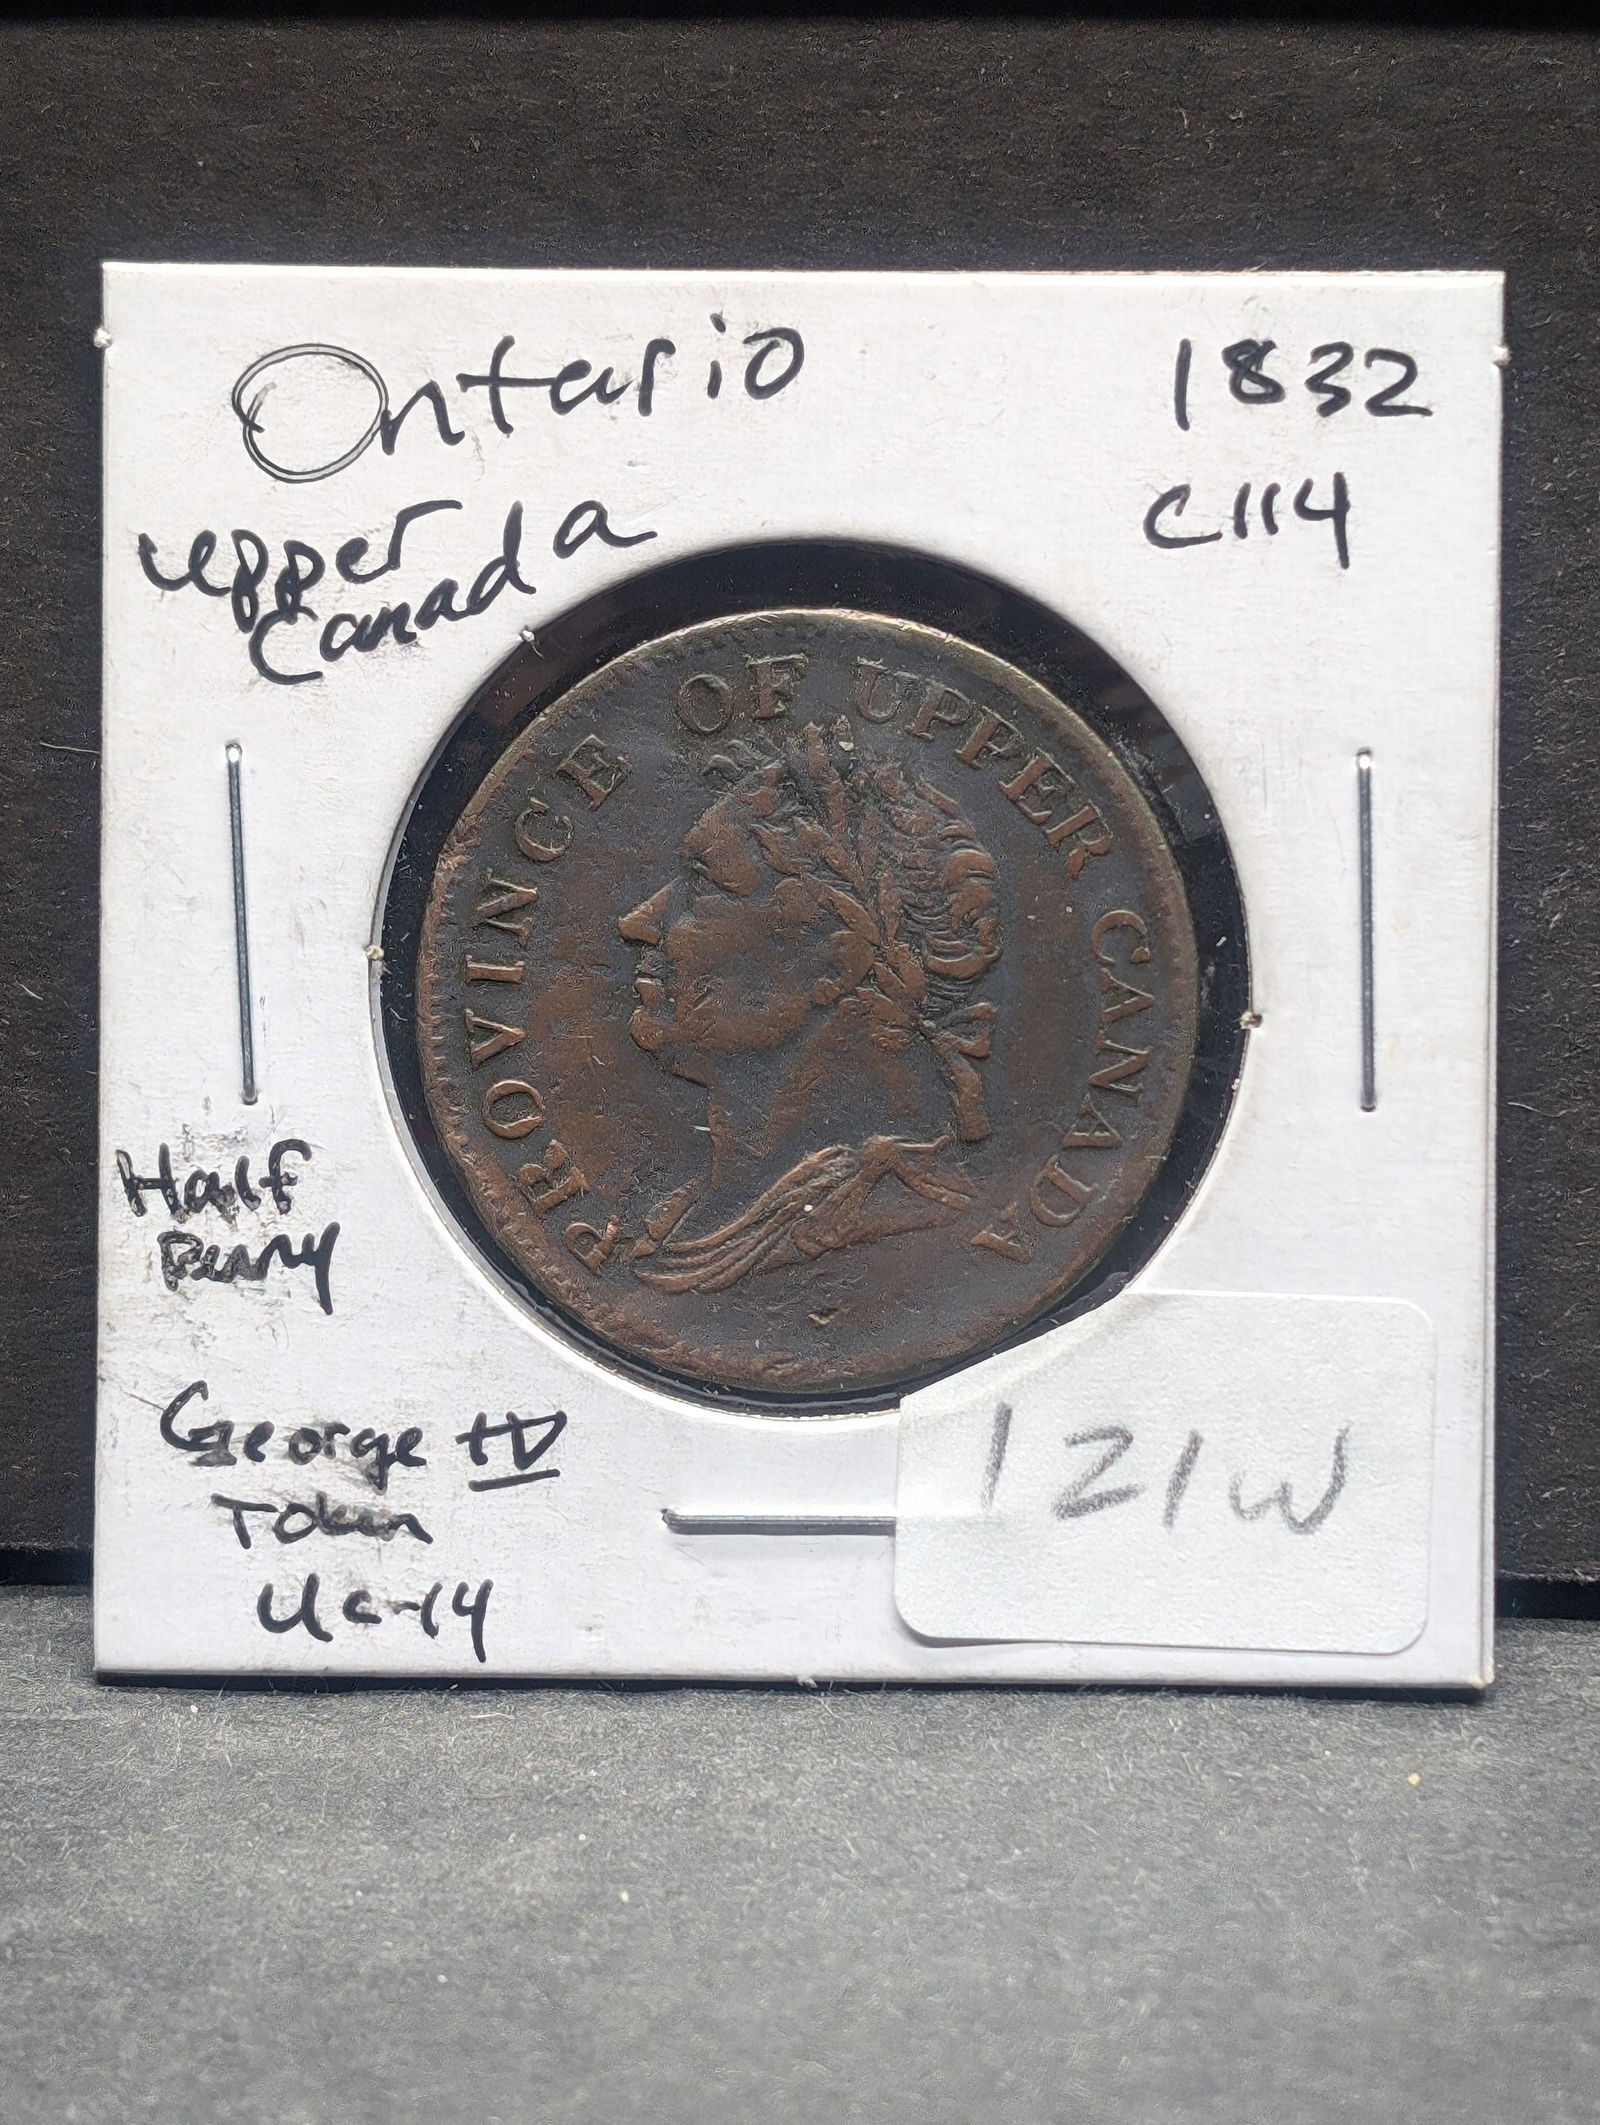 Ontario
1832
Upper
Canada
C114
PROVINCE OF UPPER CANADA
Half
Penny
George IV
Token
UC-14
121W